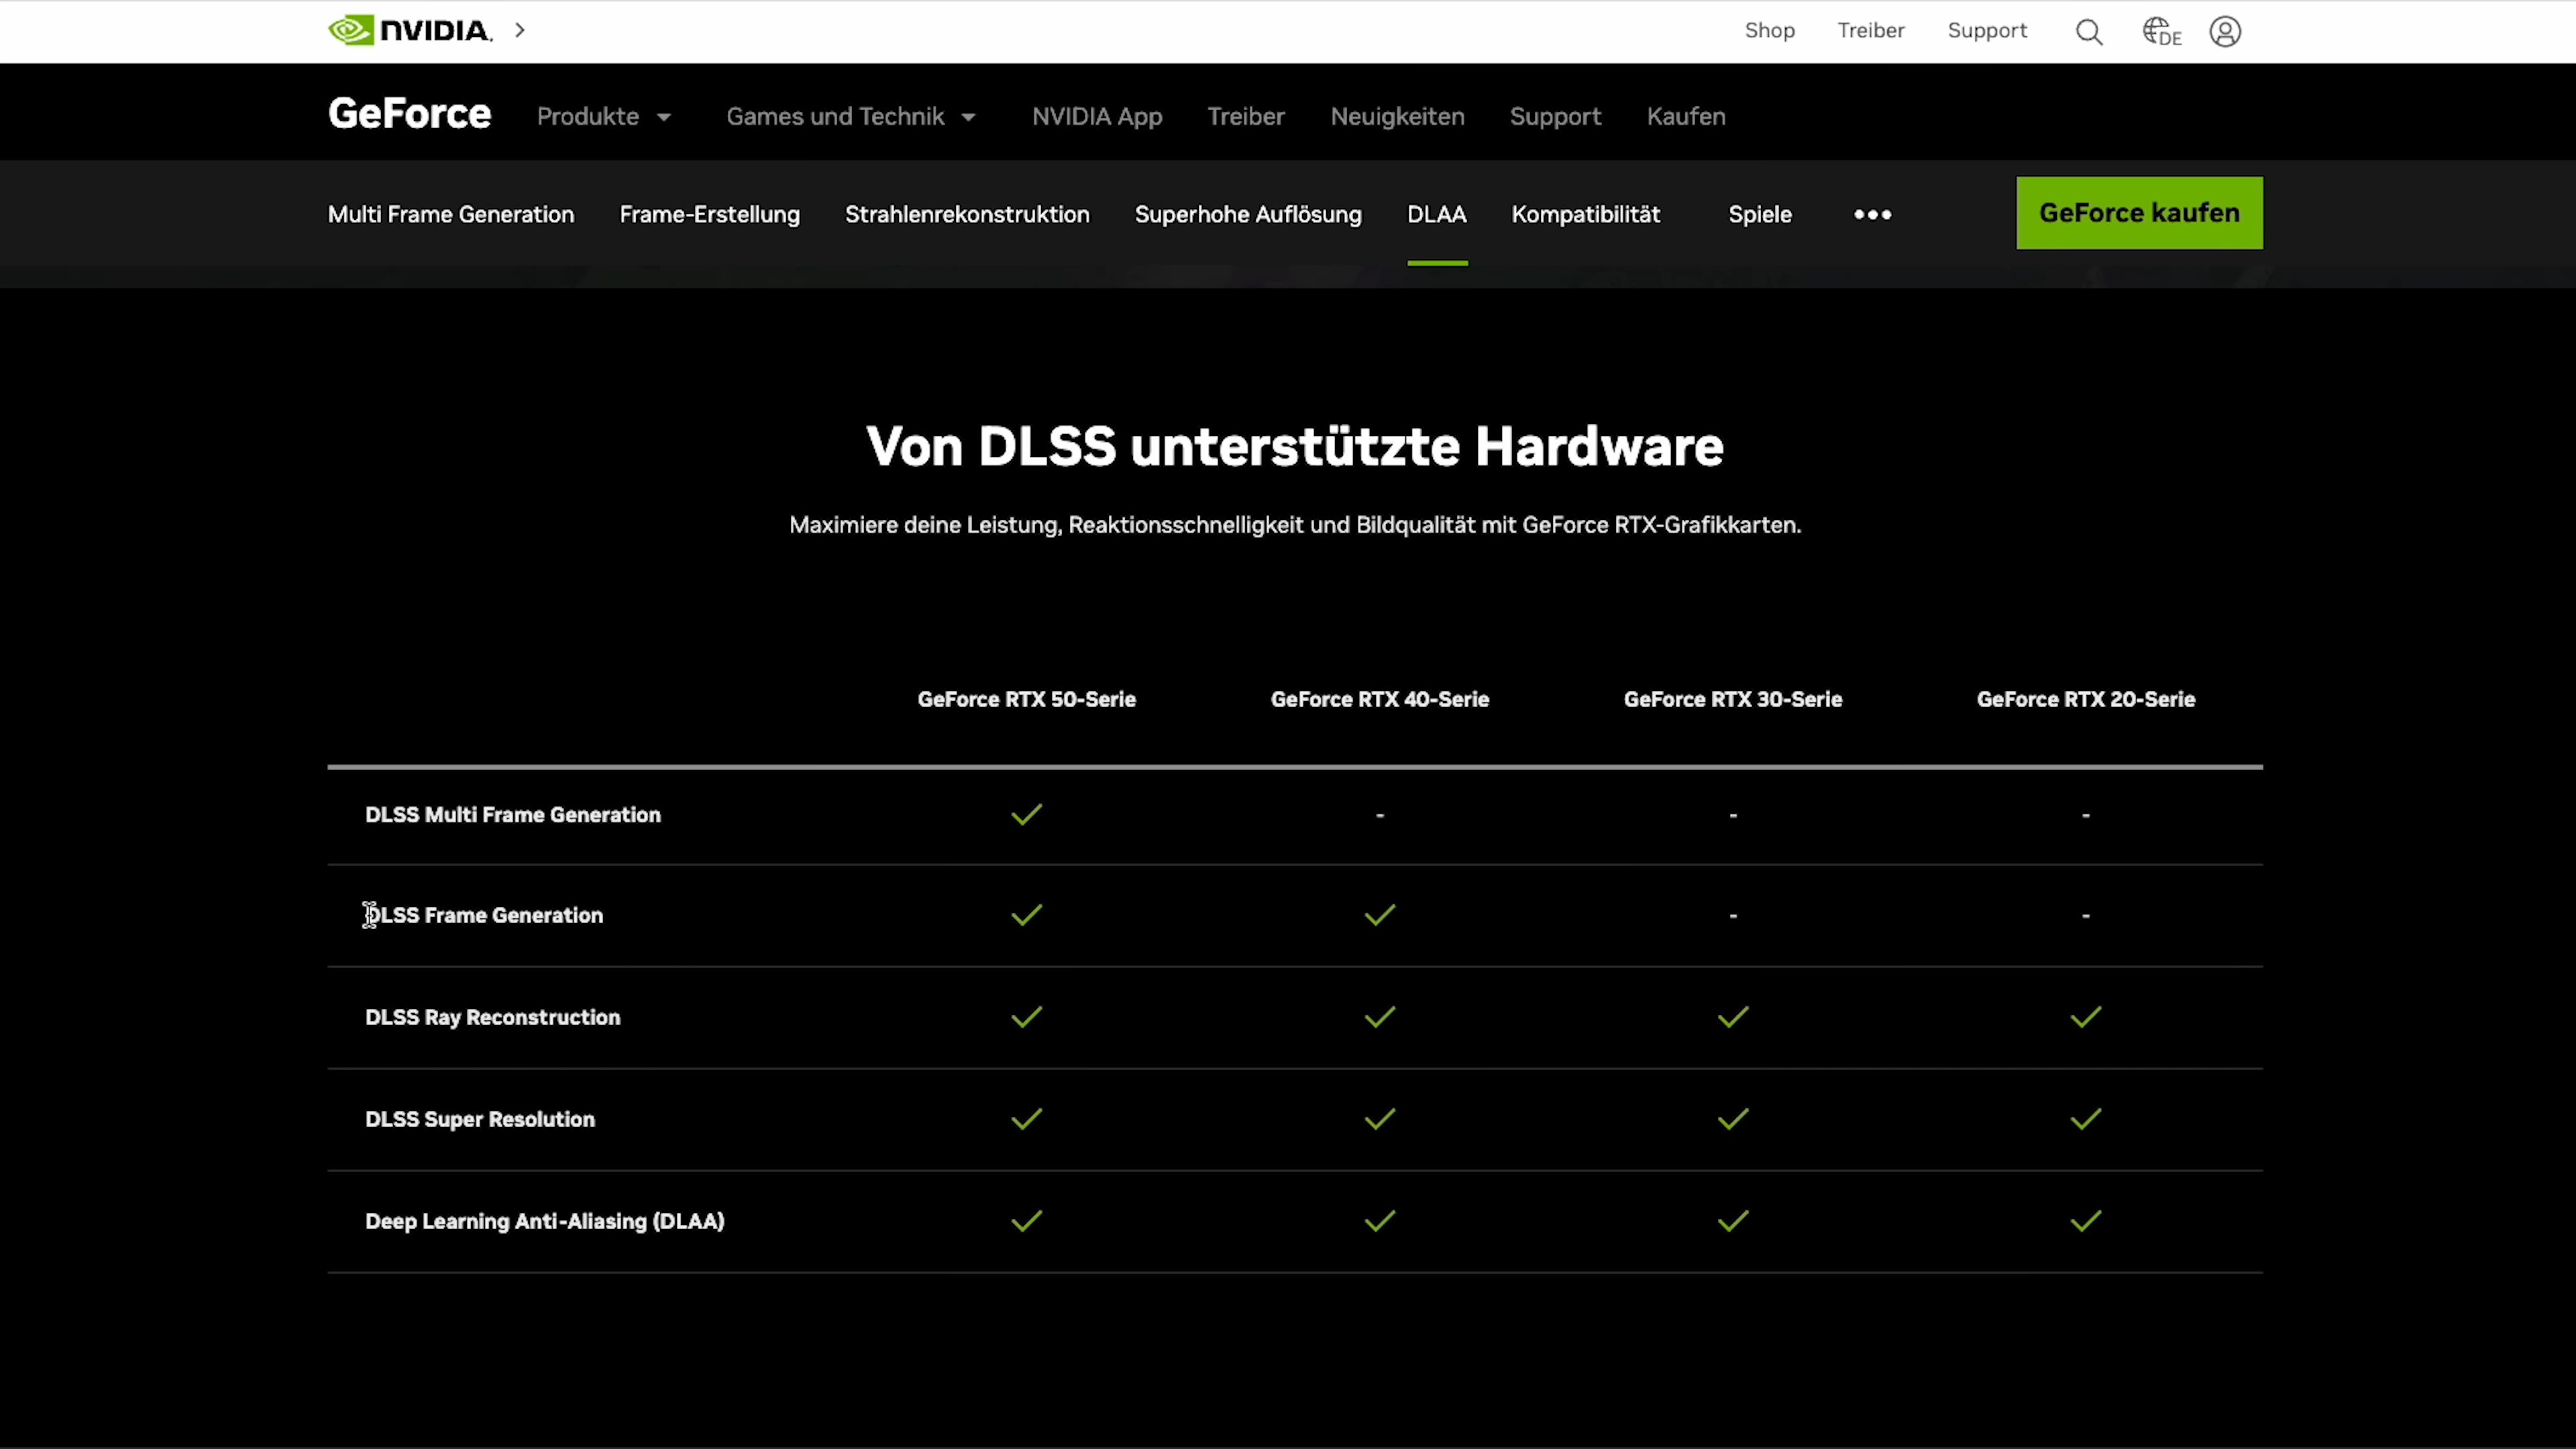 NVIDIA.
Shop Treiber Support DE
GeForce Produkte Games und Technik NVIDIA App Treiber Neuigkeiten Support Kaufen
Multi Frame Generation Frame-Erstellung Strahlenrekonstruktion Superhohe Auflösung DLAA Kompatibilität Spiele ••• GeForce kaufen
Von DLSS unterstützte Hardware
Maximiere deine Leistung, Reaktionsschnelligkeit und Bildqualität mit GeForce RTX-Grafikkarten.
GeForce RTX 50-Serie GeForce RTX 40-Serie GeForce RTX 30-Serie GeForce RTX 20-Serie
DLSS Multi Frame Generation ✓ - - -
DLSS Frame Generation ✓ ✓ - -
DLSS Ray Reconstruction ✓ ✓ ✓ ✓
DLSS Super Resolution ✓ ✓ ✓ ✓
Deep Learning Anti-Aliasing (DLAA) ✓ ✓ ✓ ✓